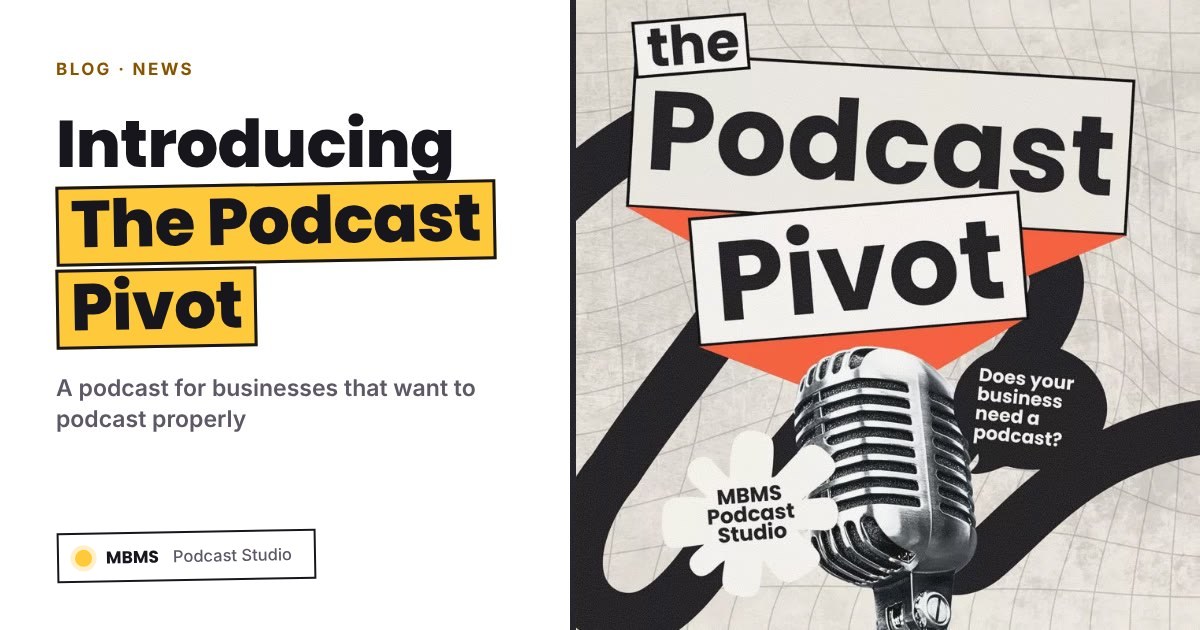 BLOG · NEWS
Introducing
The Podcast
Pivot
A podcast for businesses that want to
podcast properly
MBMS Podcast Studio
the
Podcast
Pivot
Does your
business
need a
podcast?
MBMS
Podcast
Studio